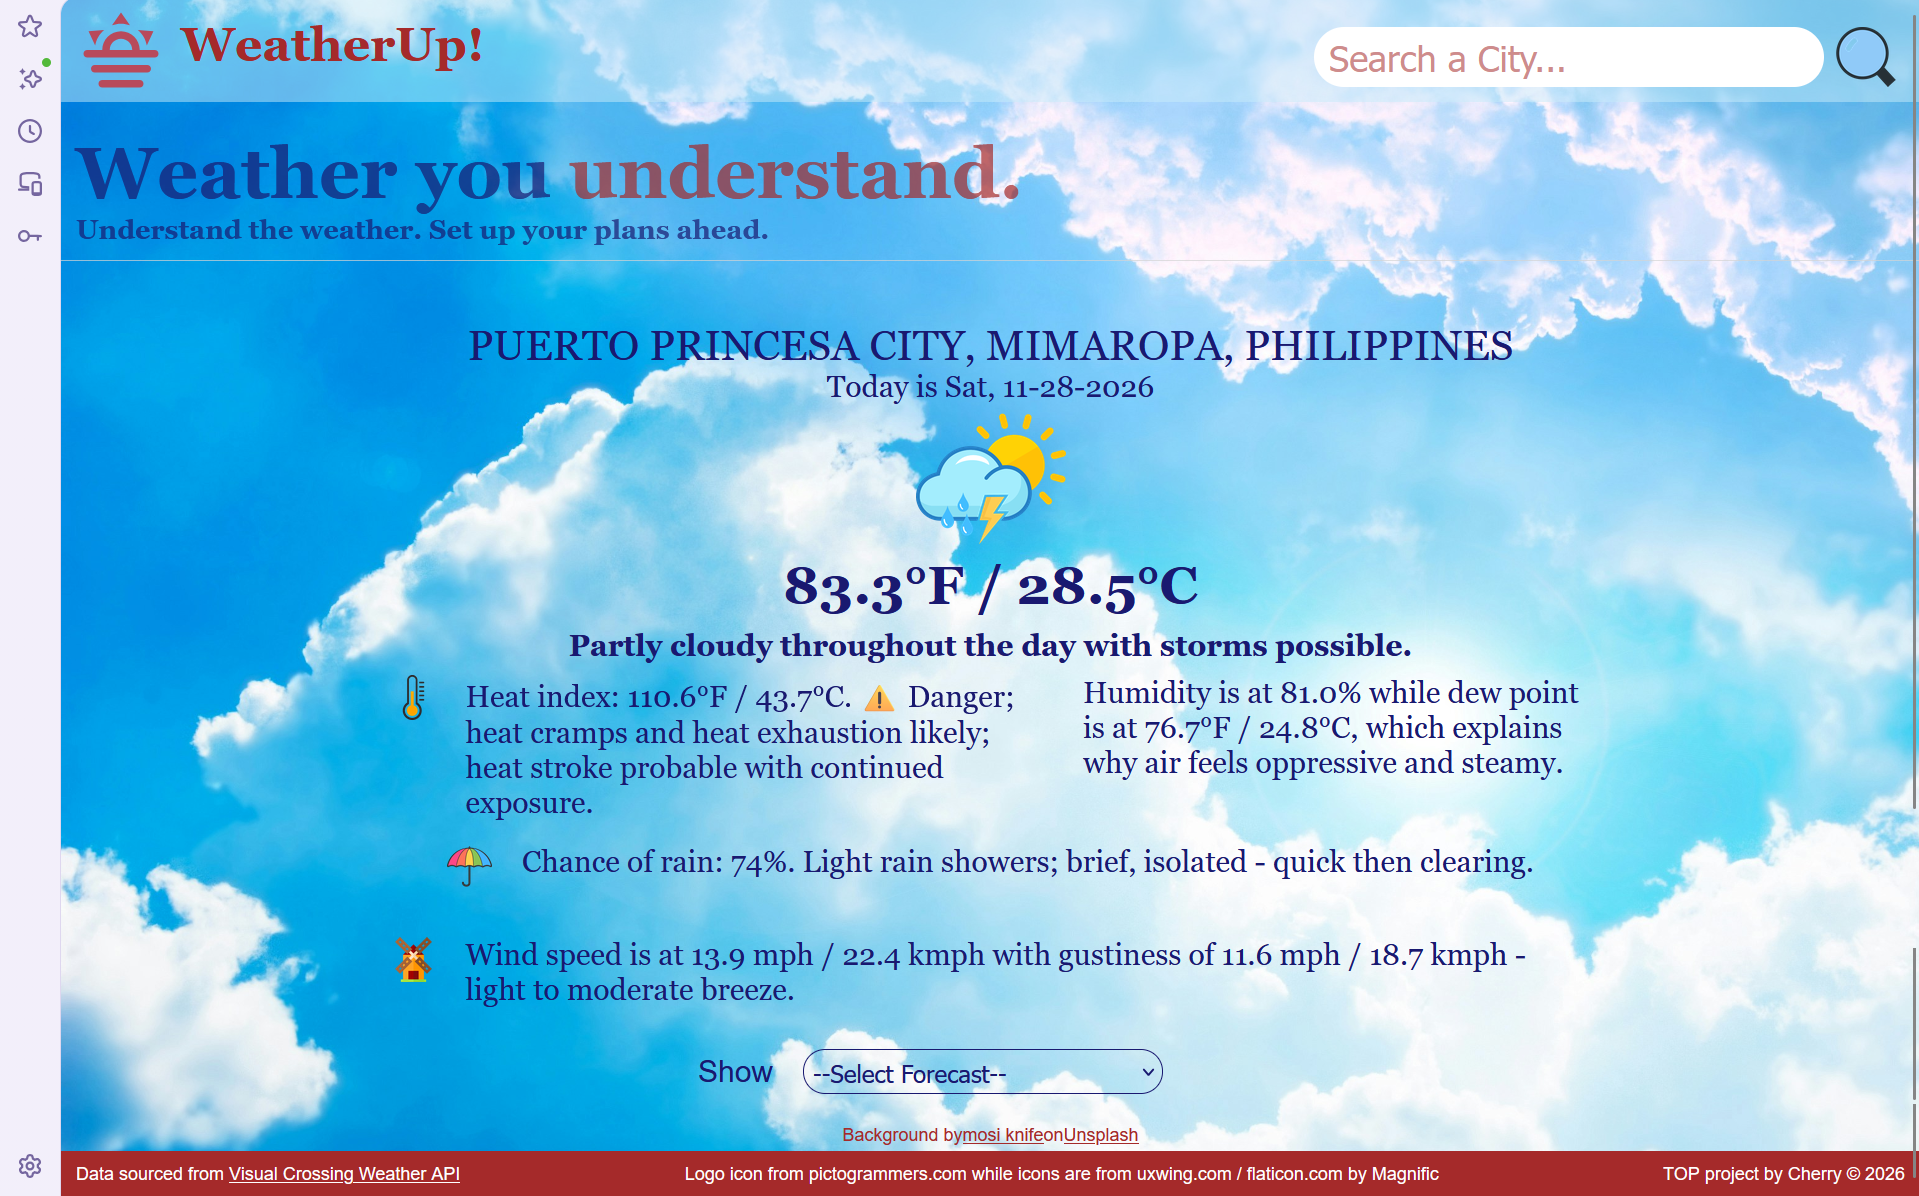 WeatherUp!
Search a City...
Weather you understand.
Understand the weather. Set up your plans ahead.
PUERTO PRINCESA CITY, MIMAROPA, PHILIPPINES
Today is Sat, 11-28-2026
83.3°F / 28.5°C
Partly cloudy throughout the day with storms possible.
Heat index: 110.6°F / 43.7°C. ⚠️ Danger;
heat cramps and heat exhaustion likely;
heat stroke probable with continued
exposure.
Humidity is at 81.0% while dew point
is at 76.7°F / 24.8°C, which explains
why air feels oppressive and steamy.
Chance of rain: 74%. Light rain showers; brief, isolated - quick then clearing.
Wind speed is at 13.9 mph / 22.4 kmph with gustiness of 11.6 mph / 18.7 kmph -
light to moderate breeze.
Show --Select Forecast--
Background bymosi knifeonUnsplash
Data sourced from Visual Crossing Weather API
Logo icon from pictogrammers.com while icons are from uxwing.com / flaticon.com by Magnific
TOP project by Cherry © 2026